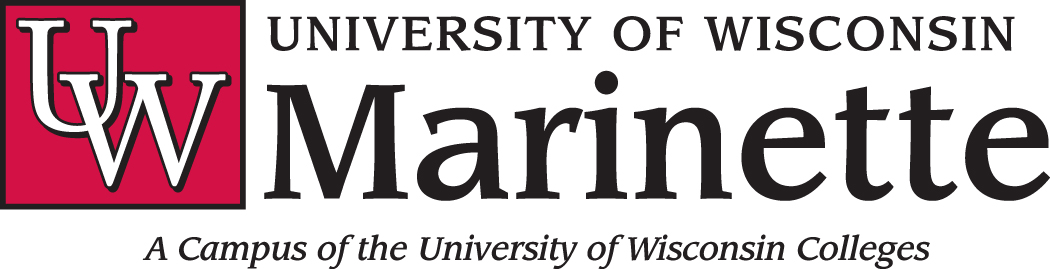 UW
UNIVERSITY OF WISCONSIN
Marinette
A Campus of the University of Wisconsin Colleges